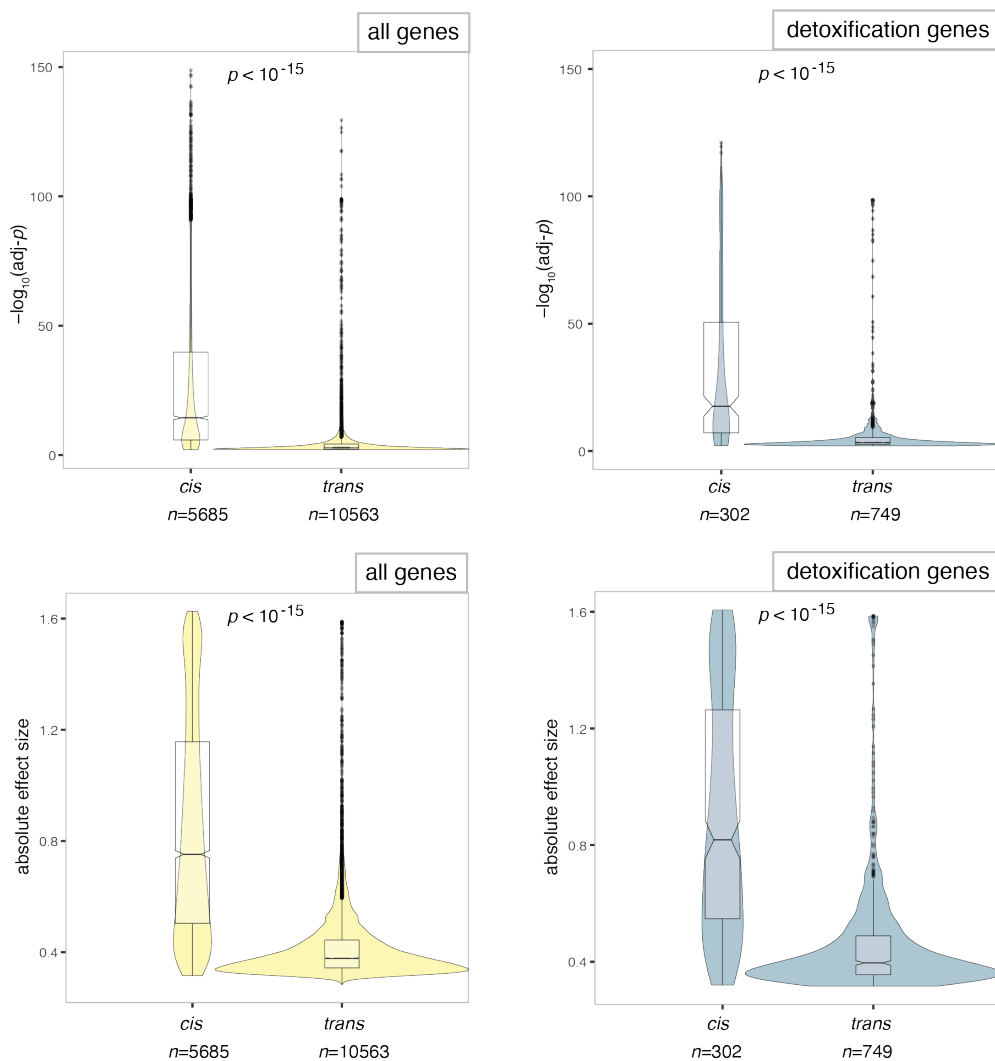 all genes
p < 10-15
150
100
50
0
−log10(adj-p)
cis
trans
n=5685
n=10563
detoxification genes
p < 10-15
150
100
50
0
−log10(adj-p)
cis
trans
n=302
n=749
all genes
p < 10-15
1.6
1.2
0.8
0.4
absolute effect size
cis
trans
n=5685
n=10563
detoxification genes
p < 10-15
1.6
1.2
0.8
0.4
absolute effect size
cis
trans
n=302
n=749